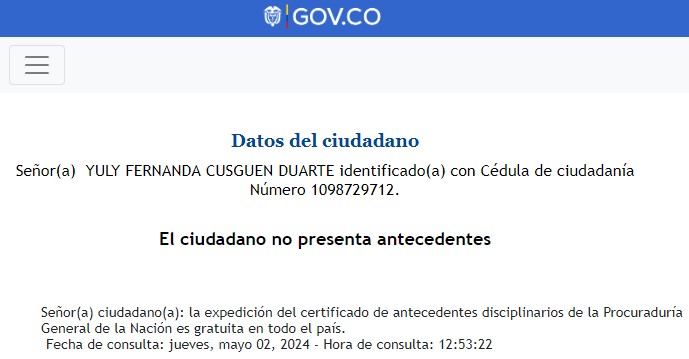 GOV.CO
Datos del ciudadano
Señor(a) YULY FERNANDA CUSGUEN DUARTE identificado(a) con Cédula de ciudadanía
Número 1098729712.
El ciudadano no presenta antecedentes
Señor(a) ciudadano(a): la expedición del certificado de antecedentes disciplinarios de la Procuraduría
General de la Nación es gratuita en todo el país.
Fecha de consulta: jueves, mayo 02, 2024 - Hora de consulta: 12:53:22